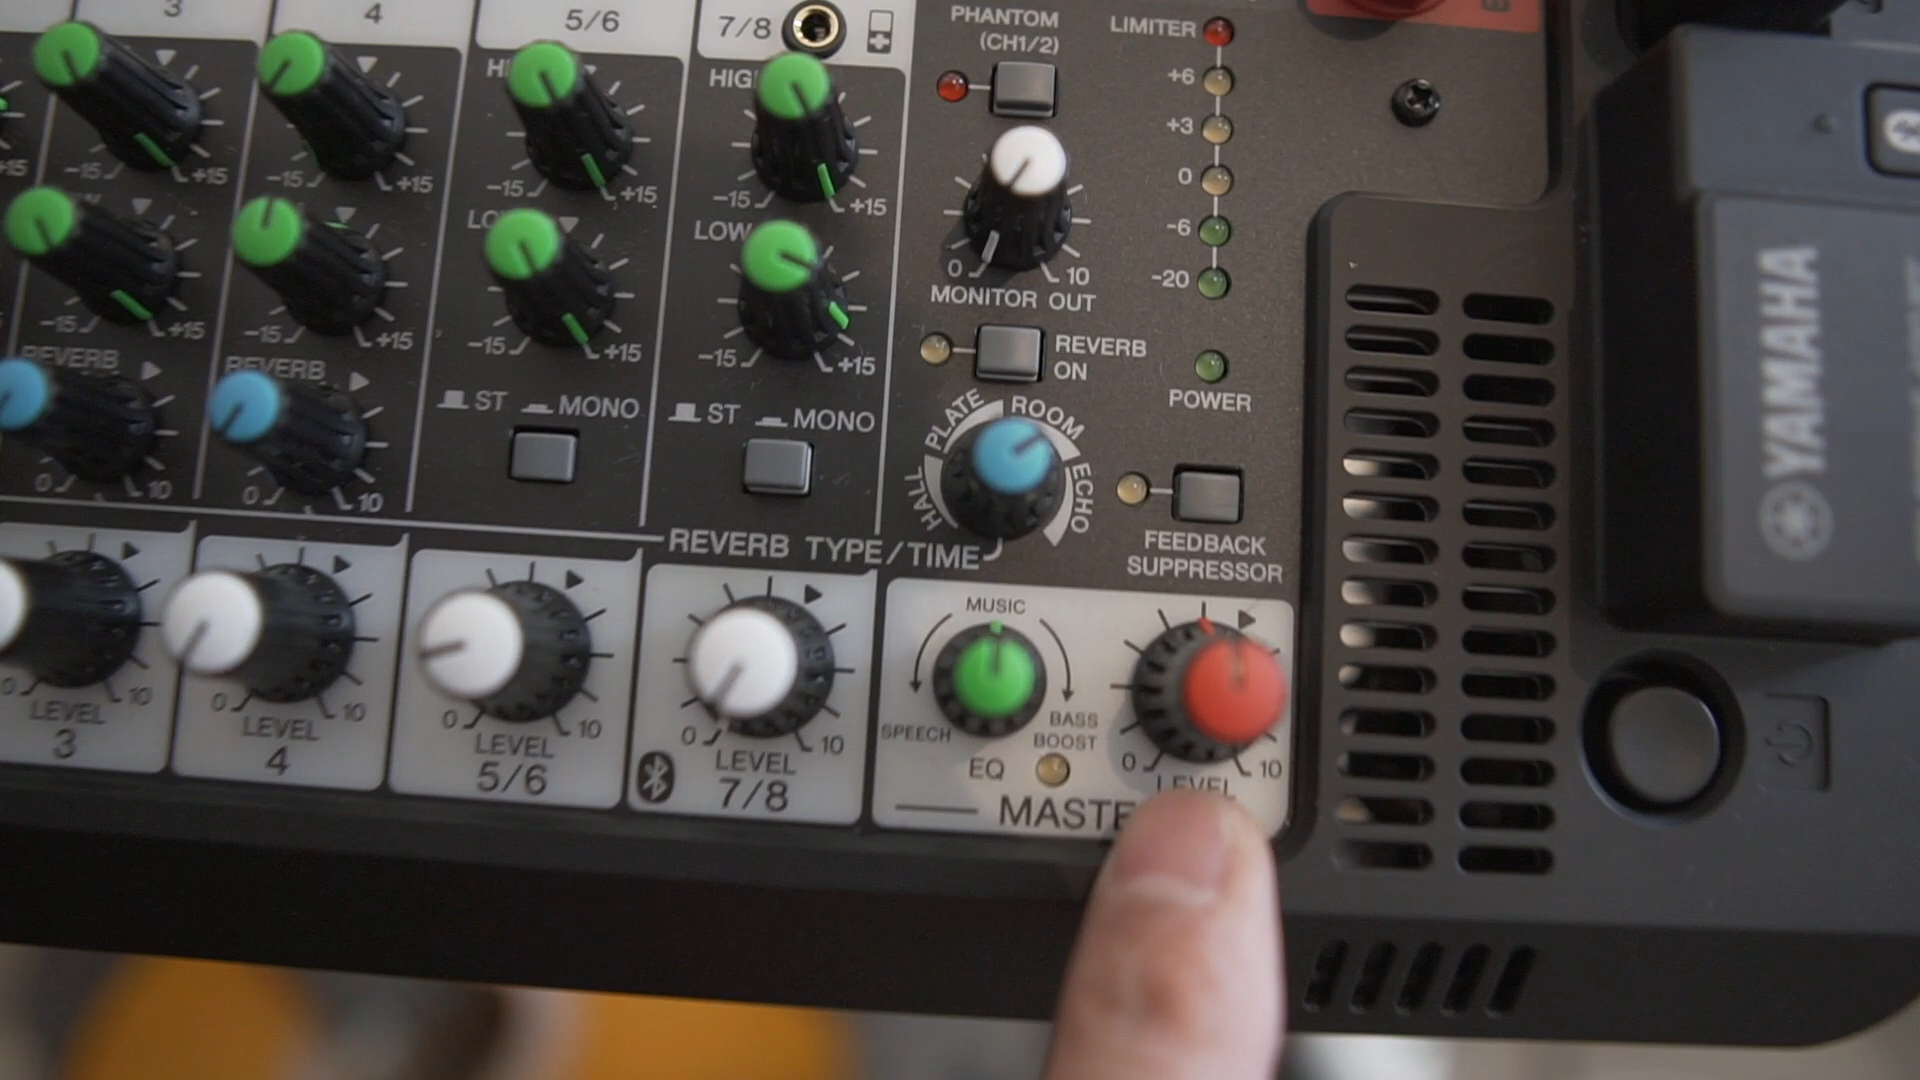 3
4
5/6
7/8
PHANTOM
(CH1/2)
LIMITER
+6
+3
0
-6
-20
POWER
HIGH
-15
+15
-15
+15
-15
+15
-15
+15
LOW
-15
+15
-15
+15
-15
+15
-15
+15
0
10
MONITOR OUT
REVERB
ON
REVERB
REVERB
ST
MONO
ST
MONO
PLATE
ROOM
HALL
ECHO
0
10
0
10
REVERB TYPE/TIME
FEEDBACK
SUPPRESSOR
MUSIC
SPEECH
BASS
BOOST
EQ
0
10
LEVEL
3
0
10
LEVEL
4
0
10
LEVEL
5/6
0
10
LEVEL
7/8
0
10
LEVEL
MASTE
YAMAHA